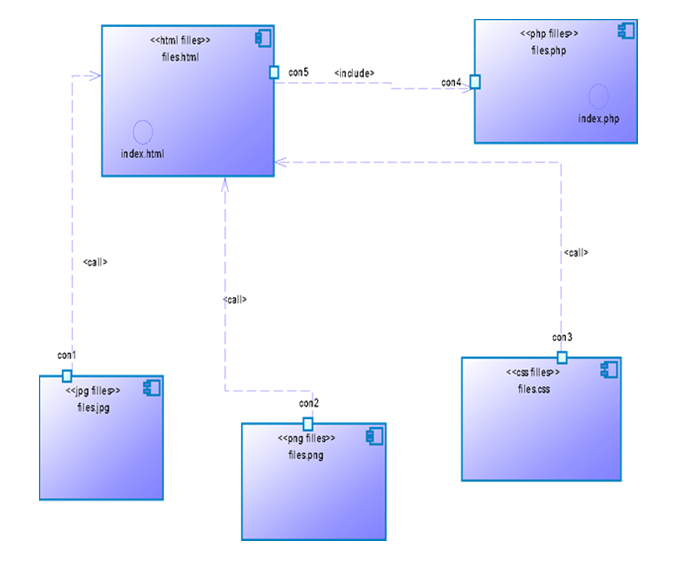 <<html filles>>
files.html
index.html
con5
<include>
con4
<<php filles>>
files.php
index.php
<call>
<call>
<call>
con1
<<jpg filles>>
files.jpg
con2
<<png filles>>
files.png
con3
<<css filles>>
files.css